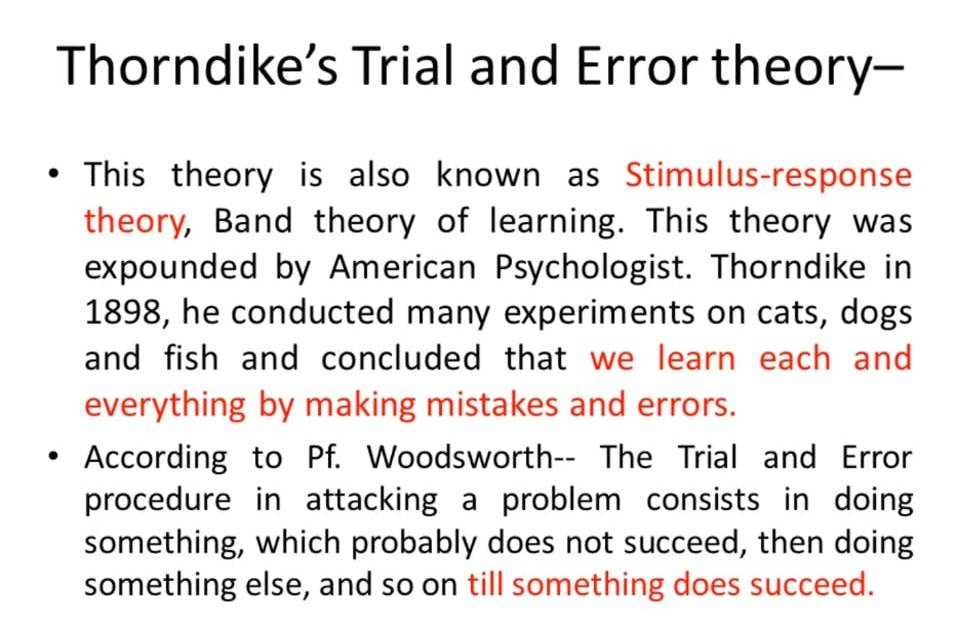 Thorndike’s Trial and Error theory–
• This theory is also known as Stimulus-response
theory, Band theory of learning. This theory was
expounded by American Psychologist. Thorndike in
1898, he conducted many experiments on cats, dogs
and fish and concluded that we learn each and
everything by making mistakes and errors.
• According to Pf. Woodsworth-- The Trial and Error
procedure in attacking a problem consists in doing
something, which probably does not succeed, then doing
something else, and so on till something does succeed.